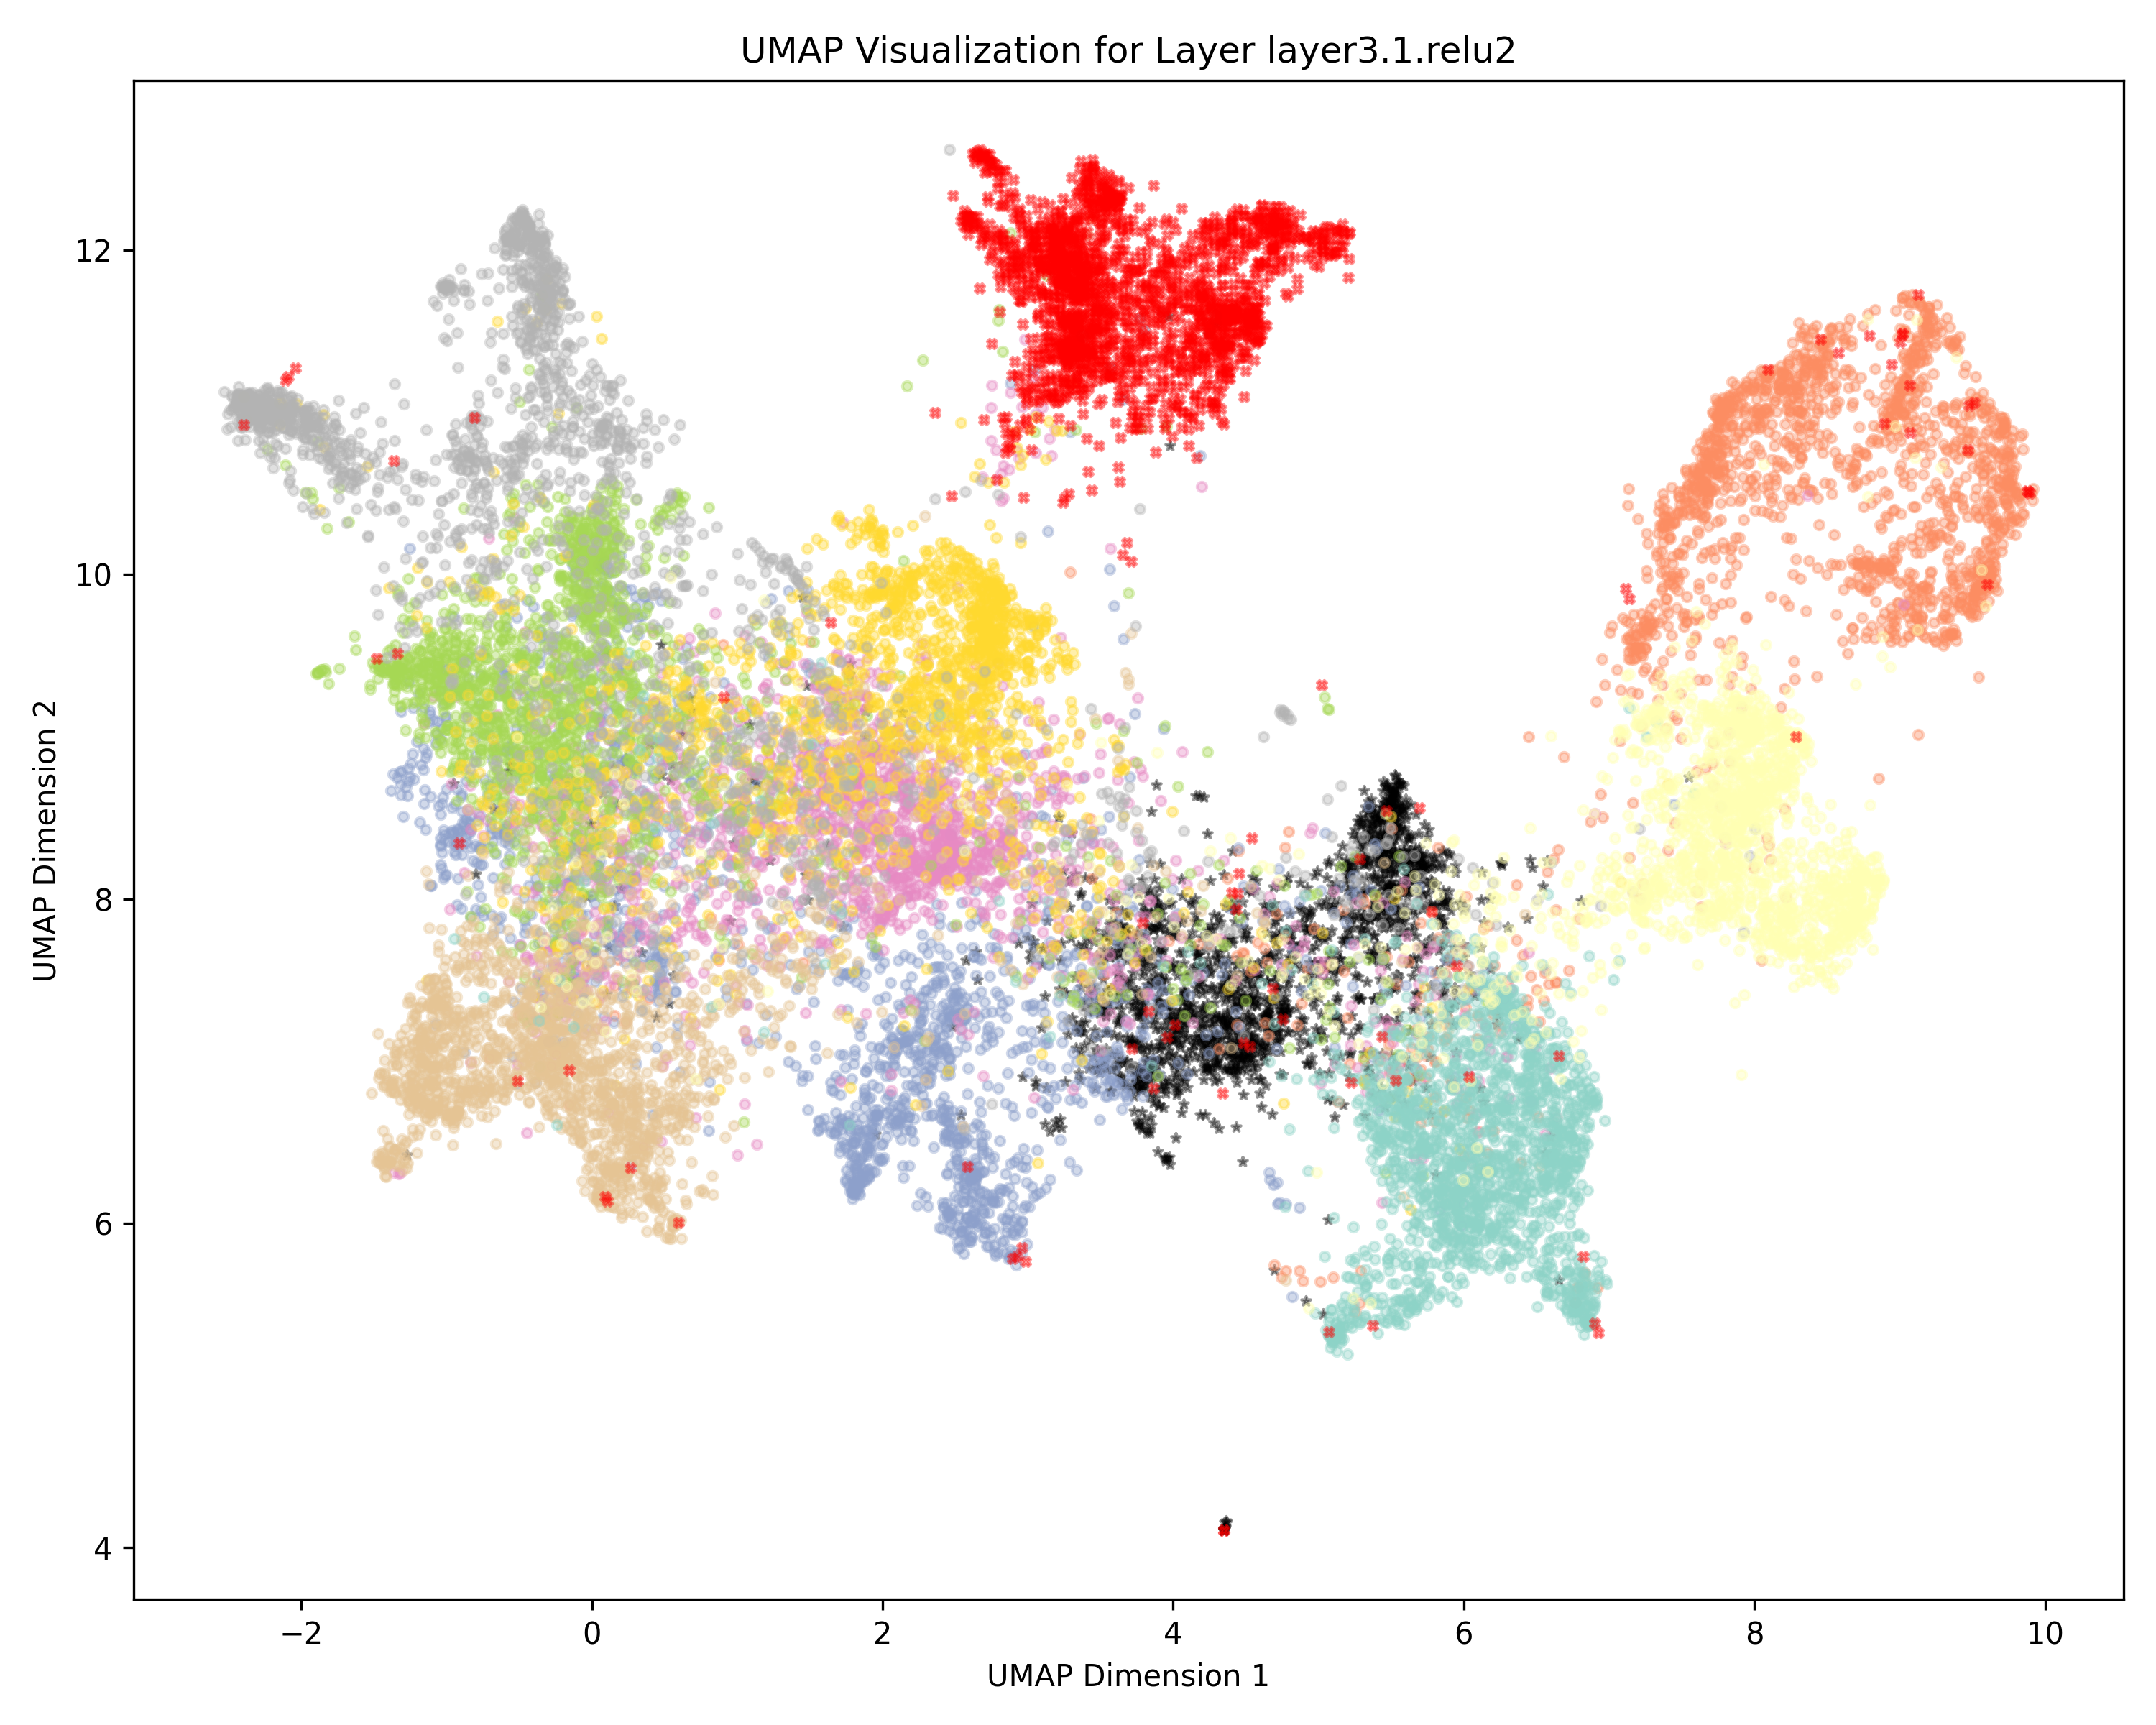 UMAP Visualization for Layer layer3.1.relu2
UMAP Dimension 2
12
10
8
6
4
−2 0 2 4 6 8 10
UMAP Dimension 1